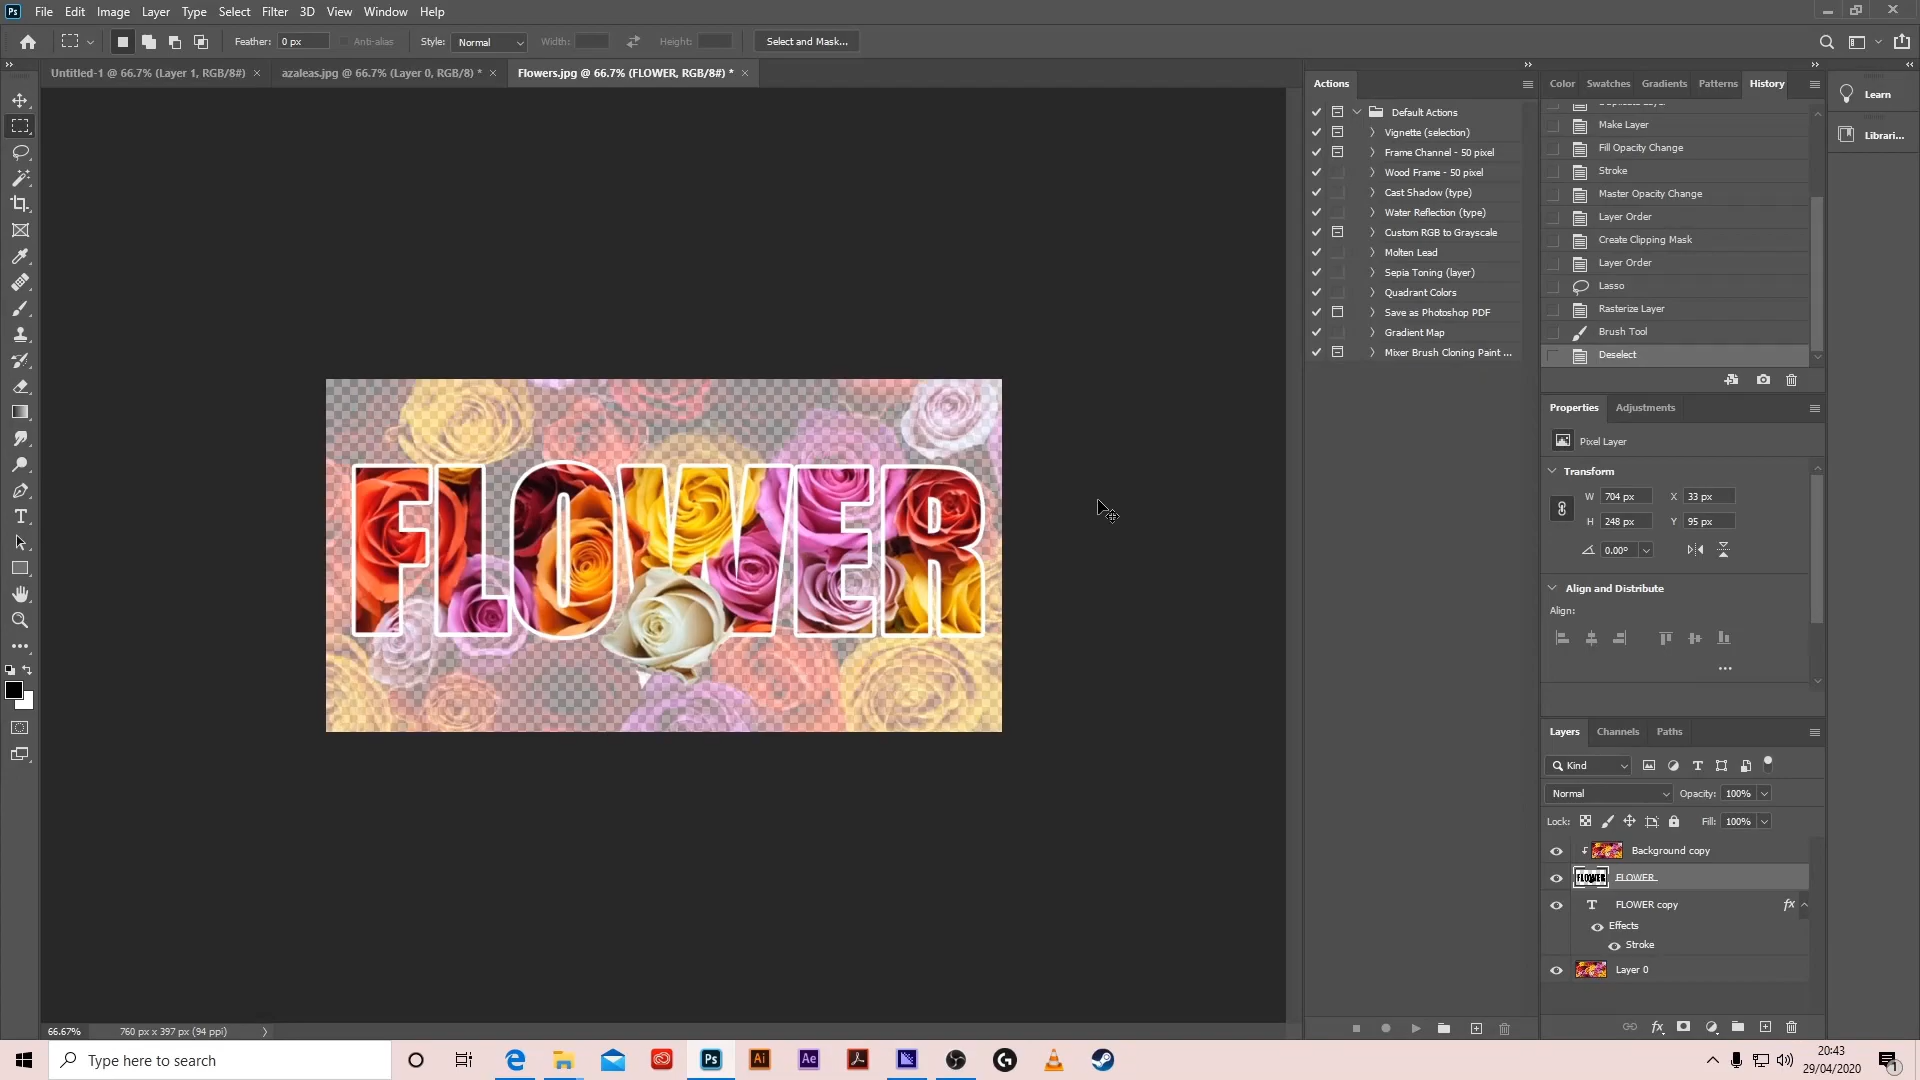 Ps File Edit Image Layer Type Select Filter 3D View Window Help
Feather: 0 px Anti-alias Style: Normal Width: Height: Select and Mask...
Untitled-1 @ 66.7% (Layer 1, RGB/8#) × azaleas.jpg @ 66.7% (Layer 0, RGB/8) * × Flowers.jpg @ 66.7% (FLOWER, RGB/8#) * ×
FLOWER
66.67% 760 px x 397 px (94 ppi)
Actions
Default Actions
Vignette (selection)
Frame Channel - 50 pixel
Wood Frame - 50 pixel
Cast Shadow (type)
Water Reflection (type)
Custom RGB to Grayscale
Molten Lead
Sepia Toning (layer)
Quadrant Colors
Save as Photoshop PDF
Gradient Map
Mixer Brush Cloning Paint ...
Color Swatches Gradients Patterns History
Make Layer
Fill Opacity Change
Stroke
Master Opacity Change
Layer Order
Create Clipping Mask
Layer Order
Lasso
Rasterize Layer
Brush Tool
Deselect
Learn
Librari...
Properties Adjustments
Pixel Layer
Transform
W 704 px X 33 px
H 248 px Y 95 px
0.00°
Align and Distribute
Align:
Layers Channels Paths
Kind
Normal Opacity: 100%
Lock: Fill: 100%
Background copy
FLOWER
FLOWER copy fx
Effects
Stroke
Layer 0
fx
Type here to search
Ps Ai Ae
20:43
29/04/2020
1